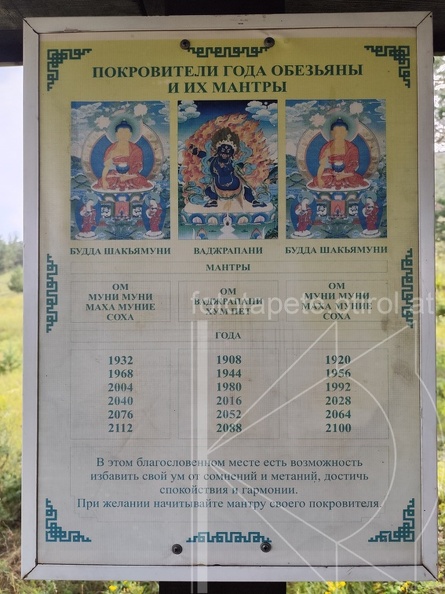 ПОКРОВИТЕЛИ ГОДА ОБЕЗЬЯНЫ
И ИХ МАНТРЫ
БУДДА ШАКЬЯМУНИ ВАДЖРАПАНИ БУДДА ШАКЬЯМУНИ
МАНТРЫ
ОМ
МУНИ МУНИ
МАХА МУНИЕ
СОХА
ОМ
ВАДЖРАПАНИ
ХУМ ПЕТ
ОМ
МУНИ МУНИ
МАХА МУНИЕ
СОХА
ГОДА
1932 1908 1920
1968 1944 1956
2004 1980 1992
2040 2016 2028
2076 2052 2064
2112 2088 2100
В этом благословенном месте есть возможность
избавить свой ум от сомнений и метаний, достичь
спокойствия и гармонии.
При желании начитывайте мантру своего покровителя.